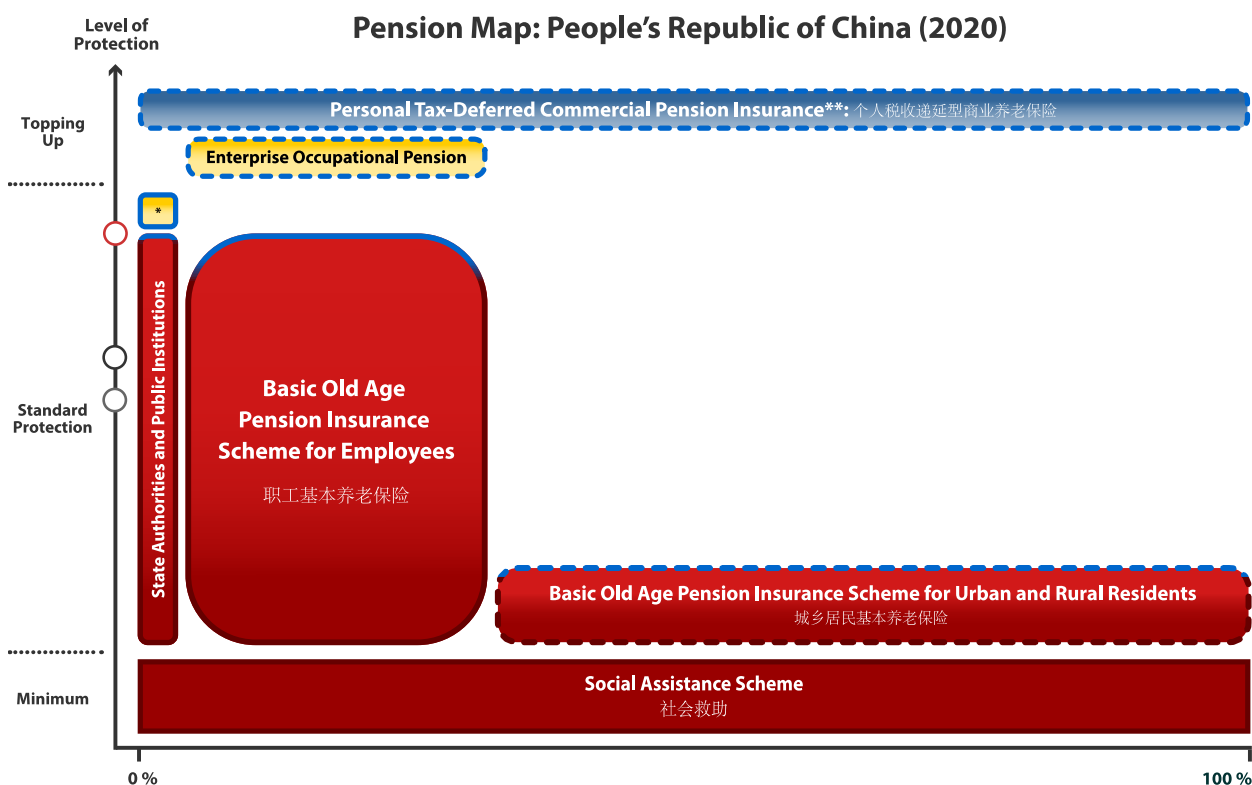 Pension Map: People's Republic of China (2020)
Level of
Protection
Personal Tax-Deferred Commercial Pension Insurance**: 个人税收递延型商业养老保险
Topping
Up
Enterprise Occupational Pension
*
State Authorities and Public Institutions
Basic Old Age
Pension Insurance
Scheme for Employees
职工基本养老保险
Standard
Protection
Basic Old Age Pension Insurance Scheme for Urban and Rural Residents
城乡居民基本养老保险
Minimum
Social Assistance Scheme
社会救助
0 %
100 %